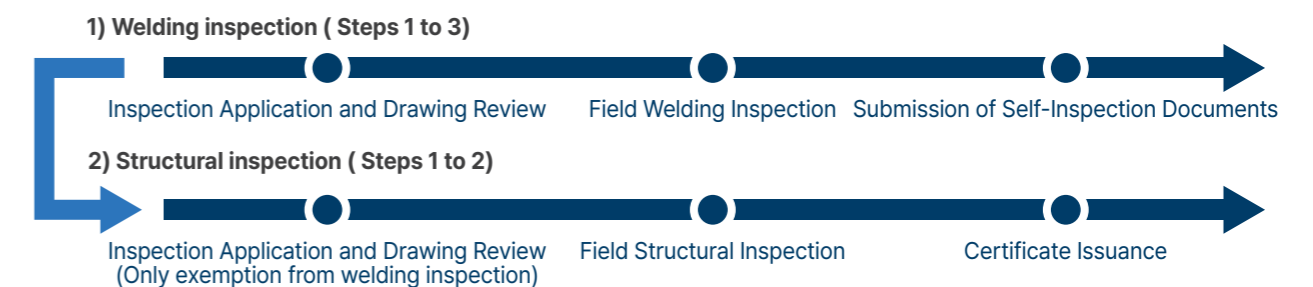 1) Welding inspection ( Steps 1 to 3)
Inspection Application and Drawing Review
Field Welding Inspection
Submission of Self-Inspection Documents
2) Structural inspection ( Steps 1 to 2)
Inspection Application and Drawing Review
(Only exemption from welding inspection)
Field Structural Inspection
Certificate Issuance